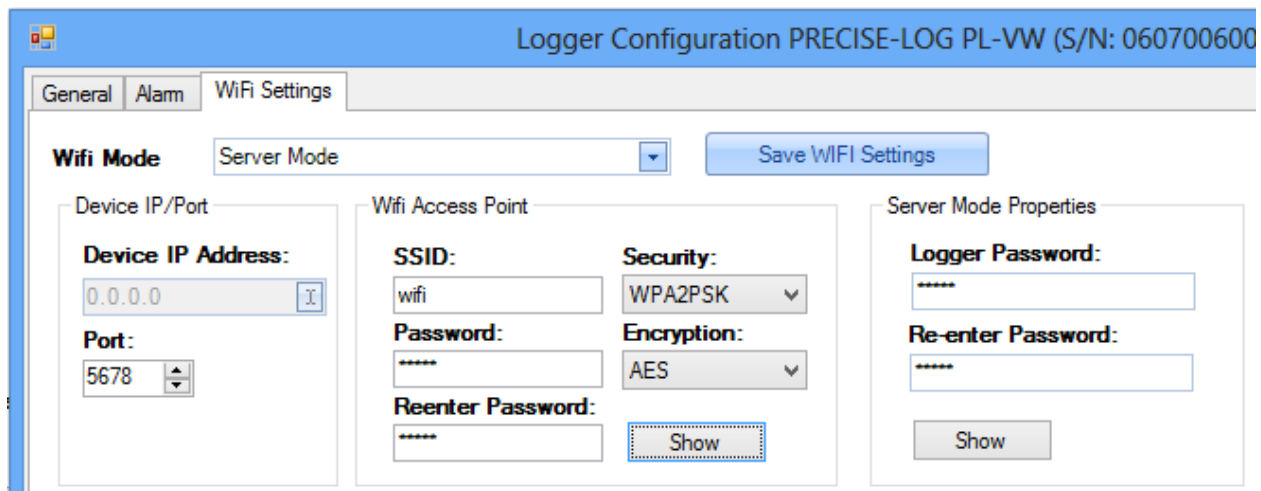 Logger Configuration PRECISE-LOG PL-VW (S/N: 060700600
General Alarm WiFi Settings
Wifi Mode Server Mode Save WIFI Settings
Device IP/Port
Device IP Address:
0.0.0.0
Port:
5678
Wifi Access Point
SSID: Security:
wifi WPA2PSK
Password: Encryption:
***** AES
Reenter Password:
***** Show
Server Mode Properties
Logger Password:
*****
Re-enter Password:
*****
Show